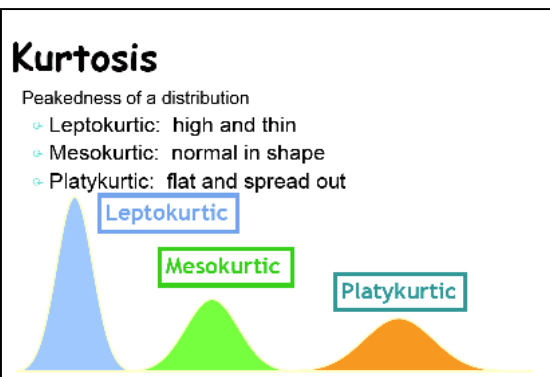 Kurtosis
Peakedness of a distribution
Leptokurtic: high and thin
Mesokurtic: normal in shape
Platykurtic: flat and spread out
Leptokurtic
Mesokurtic
Platykurtic